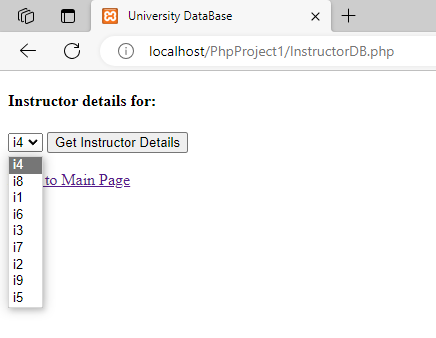 University DataBase
localhost/PhpProject1/InstructorDB.php
Instructor details for:
i4 Get Instructor Details
i4
i8
to Main Page
i1
i6
i3
i7
i2
i9
i5